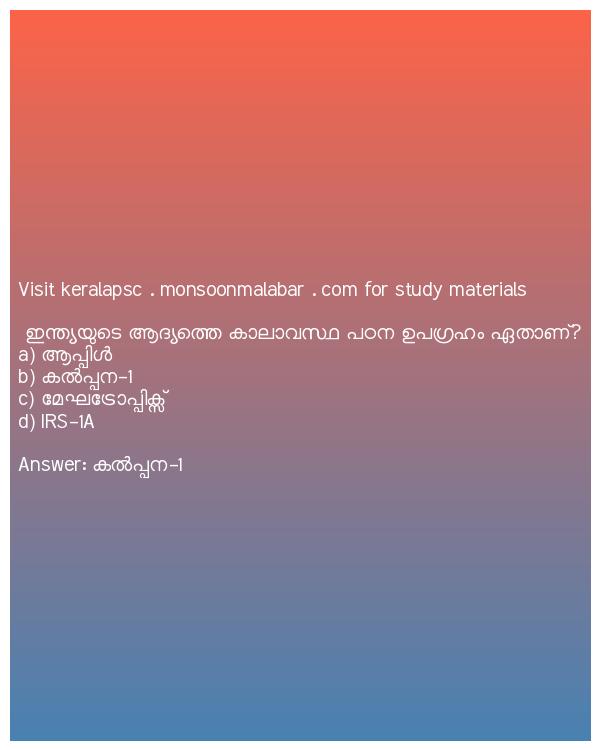 Visit keralapsc . monsoonmalabar . com for study materials
ഇന്ത്യയുടെ ആദ്യത്തെ കാലാവസ്ഥ പഠന ഉപഗ്രഹം ഏതാണ്?
a) ആപ്പിൾ
b) കൽപ്പന-1
c) മേഘട്രോപ്പിക്സ്
d) IRS-1A
Answer: കൽപ്പന-1